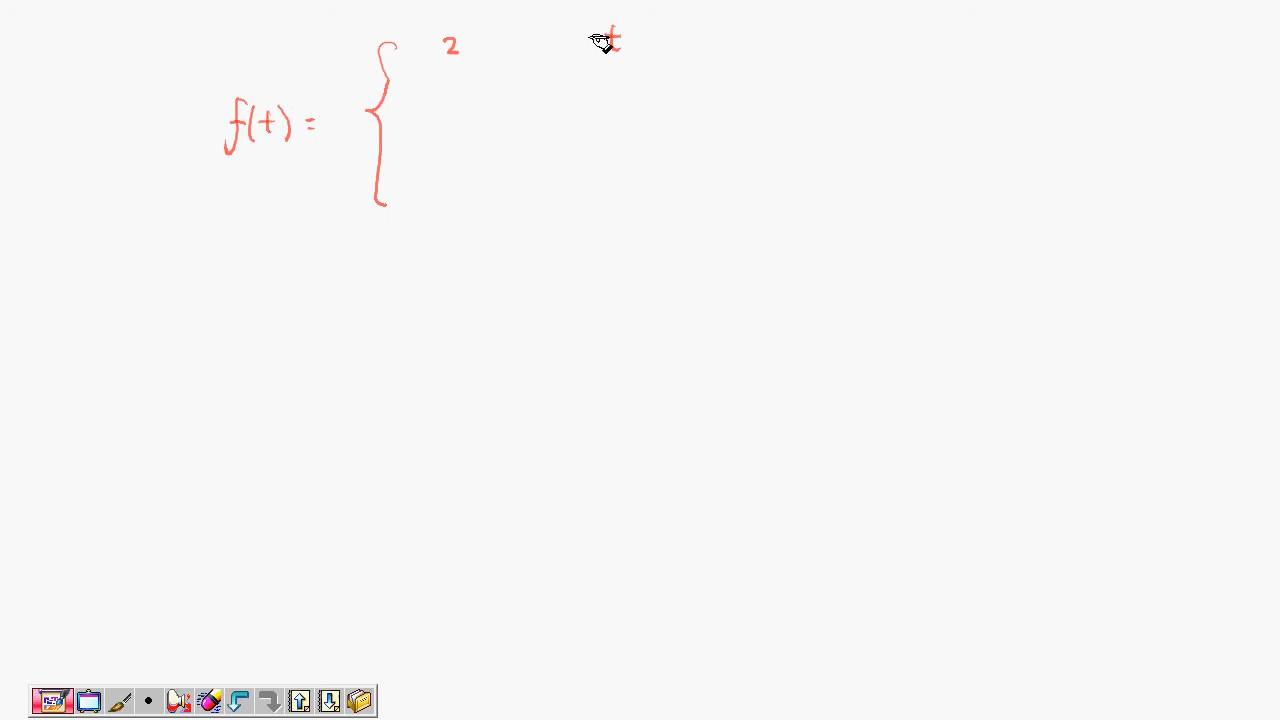 2 t
f(t) = {